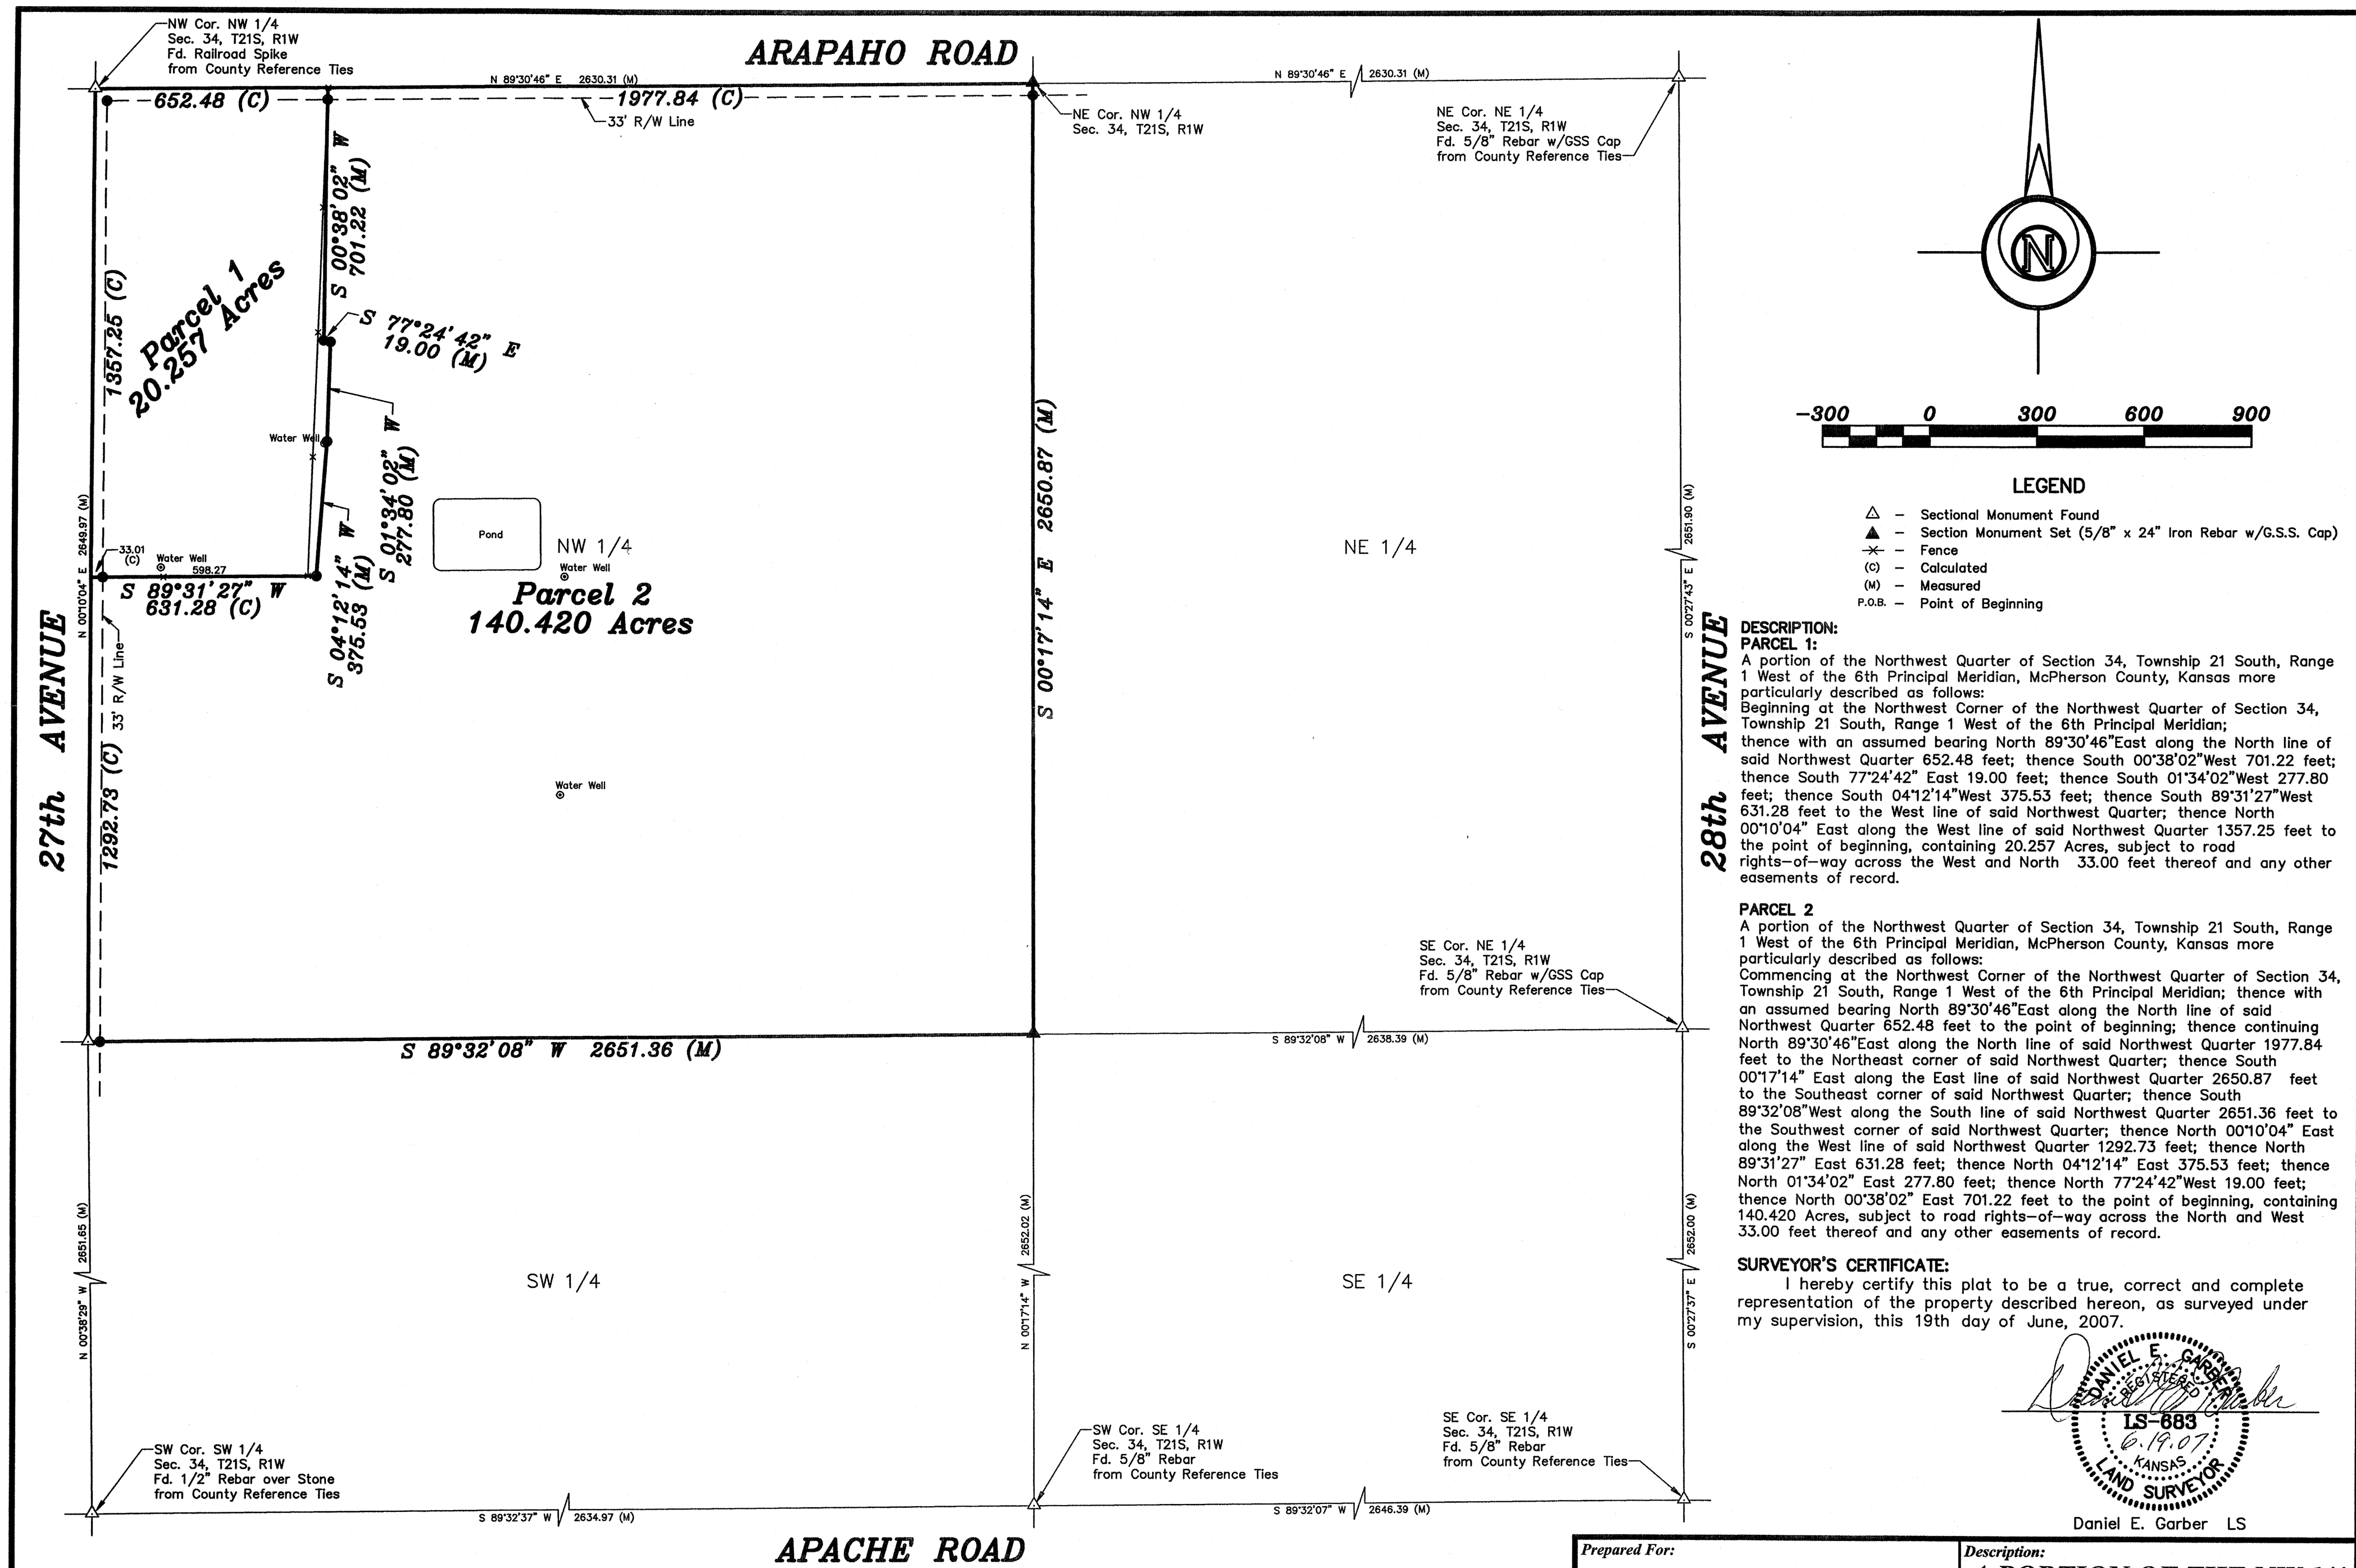 NW Cor. NW 1/4
Sec. 34, T21S, R1W
Fd. Railroad Spike
from County Reference Ties
ARAPAHO ROAD
N 89°30'46" E 2630.31 (M)
N 89°30'46" E 2630.31 (M)
652.48 (C)
1977.84 (C)
33' R/W Line
NE Cor. NW 1/4
Sec. 34, T21S, R1W
NE Cor. NE 1/4
Sec. 34, T21S, R1W
Fd. 5/8" Rebar w/GSS Cap
from County Reference Ties
S 00°38'02" W
701.22 (M)
Parcel 1
20.257 Acres
1357.25 (C)
S 77°24'42" E
19.00 (M)
Water Well
S 01°34'02" W
277.80 (M)
S 04°12'14" W
375.53 (M)
Pond
NW 1/4
Water Well
Parcel 2
140.420 Acres
N 00°10'04" E 2649.97 (M)
33.01
(C)
Water Well
598.27
S 89°31'27" W
631.28 (C)
33' R/W Line
1292.73 (C)
27th AVENUE
Water Well
S 00°17'14" E 2650.87 (M)
NE 1/4
S 00°27'43" E 2651.90 (M)
28th AVENUE
SE Cor. NE 1/4
Sec. 34, T21S, R1W
Fd. 5/8" Rebar w/GSS Cap
from County Reference Ties
S 89°32'08" W 2651.36 (M)
S 89°32'08" W 2638.39 (M)
N 00°38'29" W 2651.65 (M)
SW 1/4
N 00°17'14" W 2652.02 (M)
SE 1/4
S 00°27'37" E 2652.00 (M)
SW Cor. SW 1/4
Sec. 34, T21S, R1W
Fd. 1/2" Rebar over Stone
from County Reference Ties
SW Cor. SE 1/4
Sec. 34, T21S, R1W
Fd. 5/8" Rebar
from County Reference Ties
SE Cor. SE 1/4
Sec. 34, T21S, R1W
Fd. 5/8" Rebar
from County Reference Ties
S 89°32'37" W 2634.97 (M)
S 89°32'07" W 2646.39 (M)
APACHE ROAD
N
-300 0 300 600 900
LEGEND
△ – Sectional Monument Found
▲ – Section Monument Set (5/8" x 24" Iron Rebar w/G.S.S. Cap)
–×– – Fence
(C) – Calculated
(M) – Measured
P.O.B. – Point of Beginning
DESCRIPTION:
PARCEL 1:
A portion of the Northwest Quarter of Section 34, Township 21 South, Range
1 West of the 6th Principal Meridian, McPherson County, Kansas more
particularly described as follows:
Beginning at the Northwest Corner of the Northwest Quarter of Section 34,
Township 21 South, Range 1 West of the 6th Principal Meridian;
thence with an assumed bearing North 89°30'46"East along the North line of
said Northwest Quarter 652.48 feet; thence South 00°38'02"West 701.22 feet;
thence South 77°24'42" East 19.00 feet; thence South 01°34'02"West 277.80
feet; thence South 04°12'14"West 375.53 feet; thence South 89°31'27"West
631.28 feet to the West line of said Northwest Quarter; thence North
00°10'04" East along the West line of said Northwest Quarter 1357.25 feet to
the point of beginning, containing 20.257 Acres, subject to road
rights-of-way across the West and North 33.00 feet thereof and any other
easements of record.
PARCEL 2
A portion of the Northwest Quarter of Section 34, Township 21 South, Range
1 West of the 6th Principal Meridian, McPherson County, Kansas more
particularly described as follows:
Commencing at the Northwest Corner of the Northwest Quarter of Section 34,
Township 21 South, Range 1 West of the 6th Principal Meridian; thence with
an assumed bearing North 89°30'46"East along the North line of said
Northwest Quarter 652.48 feet to the point of beginning; thence continuing
North 89°30'46"East along the North line of said Northwest Quarter 1977.84
feet to the Northeast corner of said Northwest Quarter; thence South
00°17'14" East along the East line of said Northwest Quarter 2650.87 feet
to the Southeast corner of said Northwest Quarter; thence South
89°32'08"West along the South line of said Northwest Quarter 2651.36 feet to
the Southwest corner of said Northwest Quarter; thence North 00°10'04" East
along the West line of said Northwest Quarter 1292.73 feet; thence North
89°31'27" East 631.28 feet; thence North 04°12'14" East 375.53 feet; thence
North 01°34'02" East 277.80 feet; thence North 77°24'42"West 19.00 feet;
thence North 00°38'02" East 701.22 feet to the point of beginning, containing
140.420 Acres, subject to road rights-of-way across the North and West
33.00 feet thereof and any other easements of record.
SURVEYOR'S CERTIFICATE:
I hereby certify this plat to be a true, correct and complete
representation of the property described hereon, as surveyed under
my supervision, this 19th day of June, 2007.
DANIEL E. GARBER
REGISTERED
LS-683
6.19.07
KANSAS
LAND SURVEYOR
Daniel E. Garber LS
Prepared For:
Description:
A PORTION OF THE NW 1/4